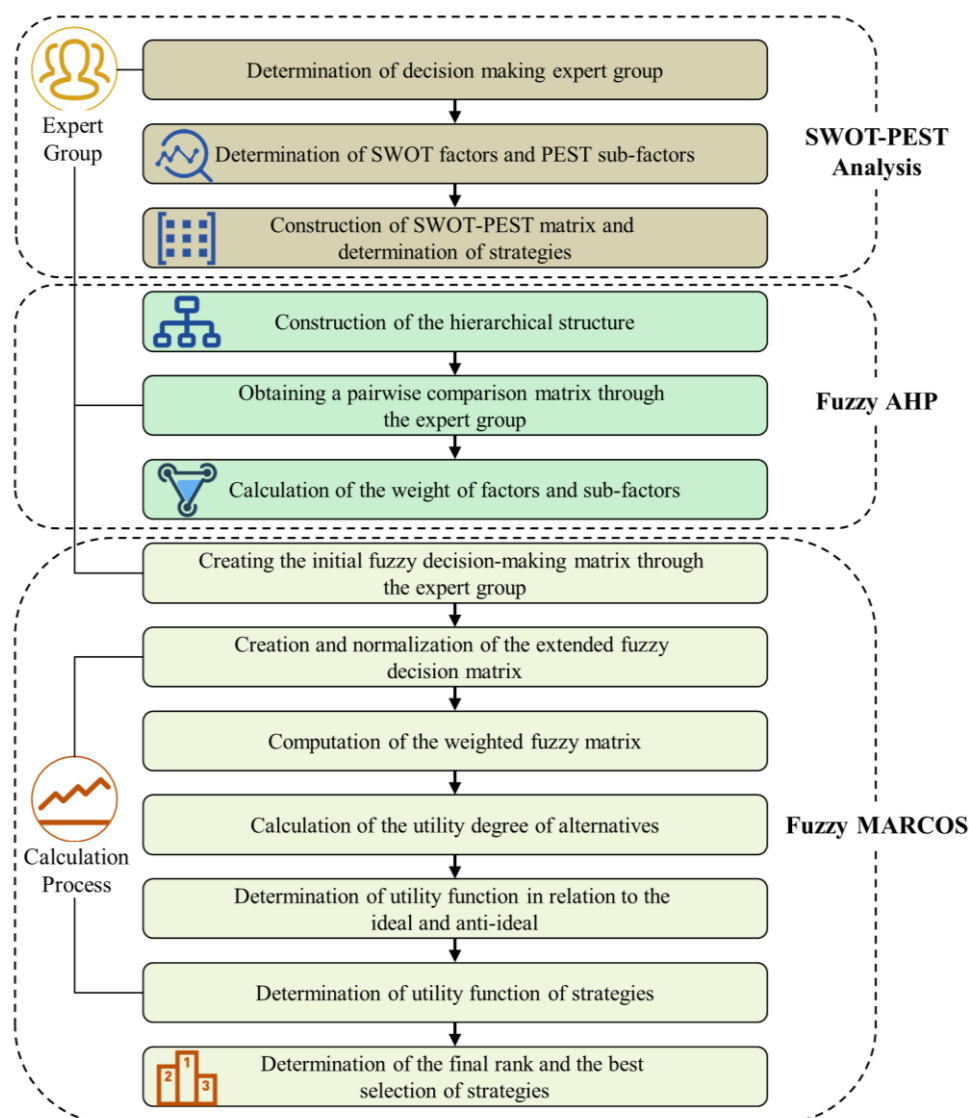 Determination of decision making expert group
Expert
Group
Determination of SWOT factors and PEST sub-factors
SWOT-PEST
Analysis
Construction of SWOT-PEST matrix and
determination of strategies
Construction of the hierarchical structure
Obtaining a pairwise comparison matrix through
the expert group
Fuzzy AHP
Calculation of the weight of factors and sub-factors
Creating the initial fuzzy decision-making matrix through
the expert group
Creation and normalization of the extended fuzzy
decision matrix
Computation of the weighted fuzzy matrix
Calculation of the utility degree of alternatives
Fuzzy MARCOS
Calculation
Process
Determination of utility function in relation to the
ideal and anti-ideal
Determination of utility function of strategies
Determination of the final rank and the best
selection of strategies
2 1 3